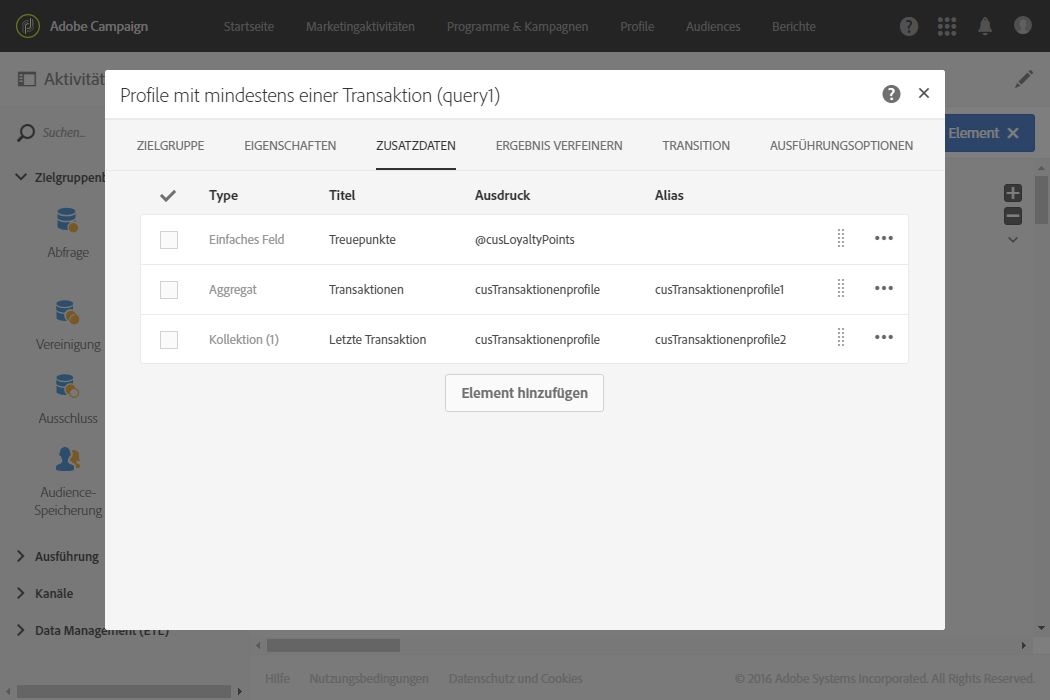 Adobe Campaign Startseite Marketingaktivitäten Programme & Kampagnen Profile Audiences Berichte
Aktivität
Profile mit mindestens einer Transaktion (query1)
Suchen...
Element
ZIELGRUPPE EIGENSCHAFTEN ZUSATZDATEN ERGEBNIS VERFEINERN TRANSITION AUSFÜHRUNGSOPTIONEN
Zielgruppenb
Type Titel Ausdruck Alias
Einfaches Feld Treuepunkte @cusLoyaltyPoints
Abfrage
Aggregat Transaktionen cusTransaktionenprofile cusTransaktionenprofile1
Kollektion (1) Letzte Transaktion cusTransaktionenprofile cusTransaktionenprofile2
Vereinigung
Element hinzufügen
Ausschluss
Audience-
Speicherung
Ausführung
Kanäle
Data Management (ETL)
Hilfe Nutzungsbedingungen Datenschutz und Cookies © 2016 Adobe Systems Incorporated. All Rights Reserved.